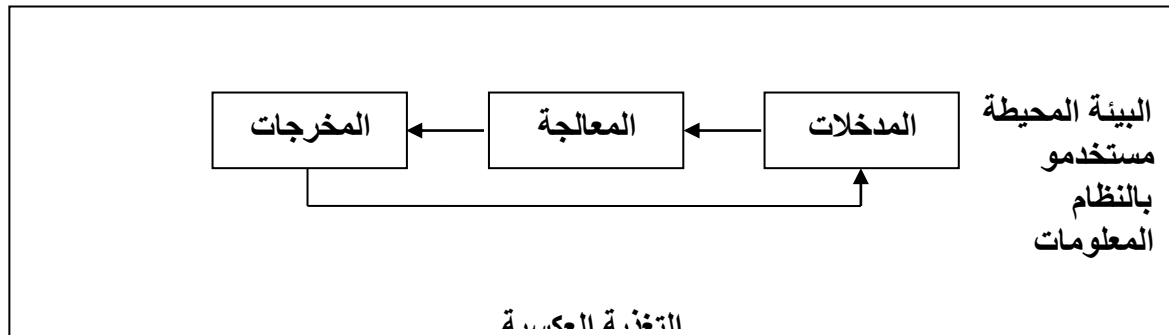 المدخلات
المعالجة
المخرجات
البيئة المحيطة
مستخدمو
بالنظام
المعلومات
التغذية العكسية